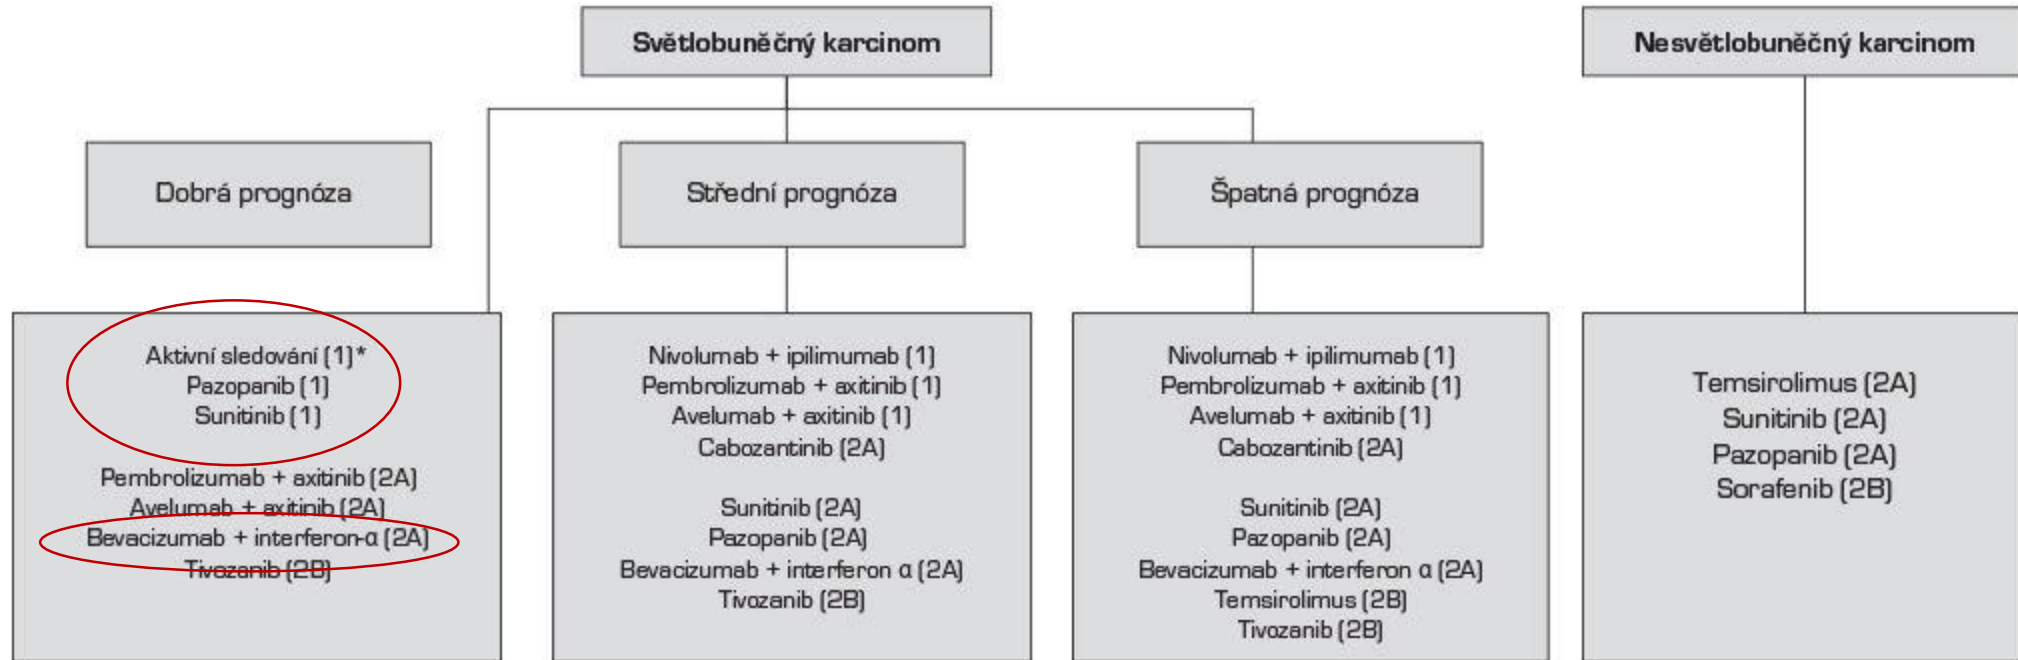 Světlobuněčný karcinom
Nesvětlobuněčný karcinom
Dobrá prognóza
Střední prognóza
Špatná prognóza
Aktivní sledování (1)*
Pazopanib (1)
Sunitinib (1)
Pembrolizumab + axitinib (2A)
Avelumab + axitinib (2A)
Bevacizumab + interferon-α (2A)
Tivozanib (2B)
Nivolumab + ipilimumab (1)
Pembrolizumab + axitinib (1)
Avelumab + axitinib (1)
Cabozantinib (2A)
Sunitinib (2A)
Pazopanib (2A)
Bevacizumab + interferon α (2A)
Tivozanib (2B)
Nivolumab + ipilimumab (1)
Pembrolizumab + axitinib (1)
Avelumab + axitinib (1)
Cabozantinib (2A)
Sunitinib (2A)
Pazopanib (2A)
Bevacizumab + interferon α (2A)
Temsirolimus (2B)
Tivozanib (2B)
Temsirolimus (2A)
Sunitinib (2A)
Pazopanib (2A)
Sorafenib (2B)